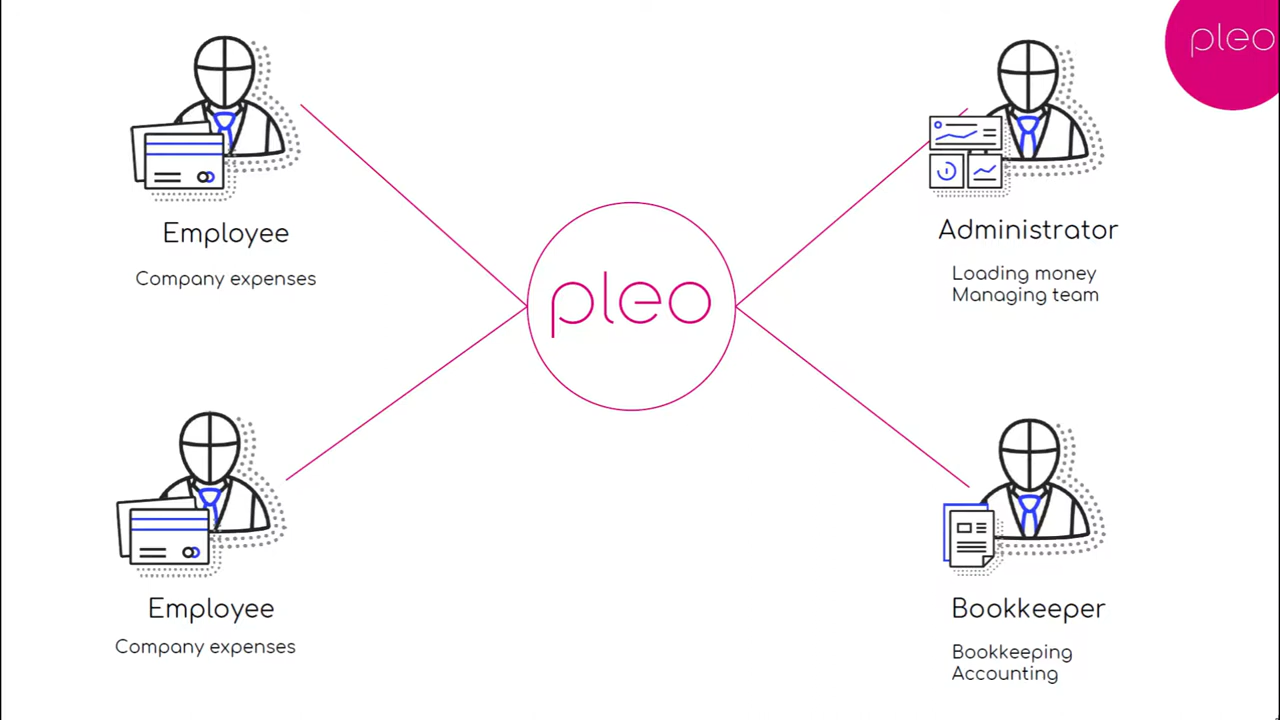 pleo
Employee
Company expenses
Administrator
Loading money
Managing team
pleo
Employee
Company expenses
Bookkeeper
Bookkeeping
Accounting